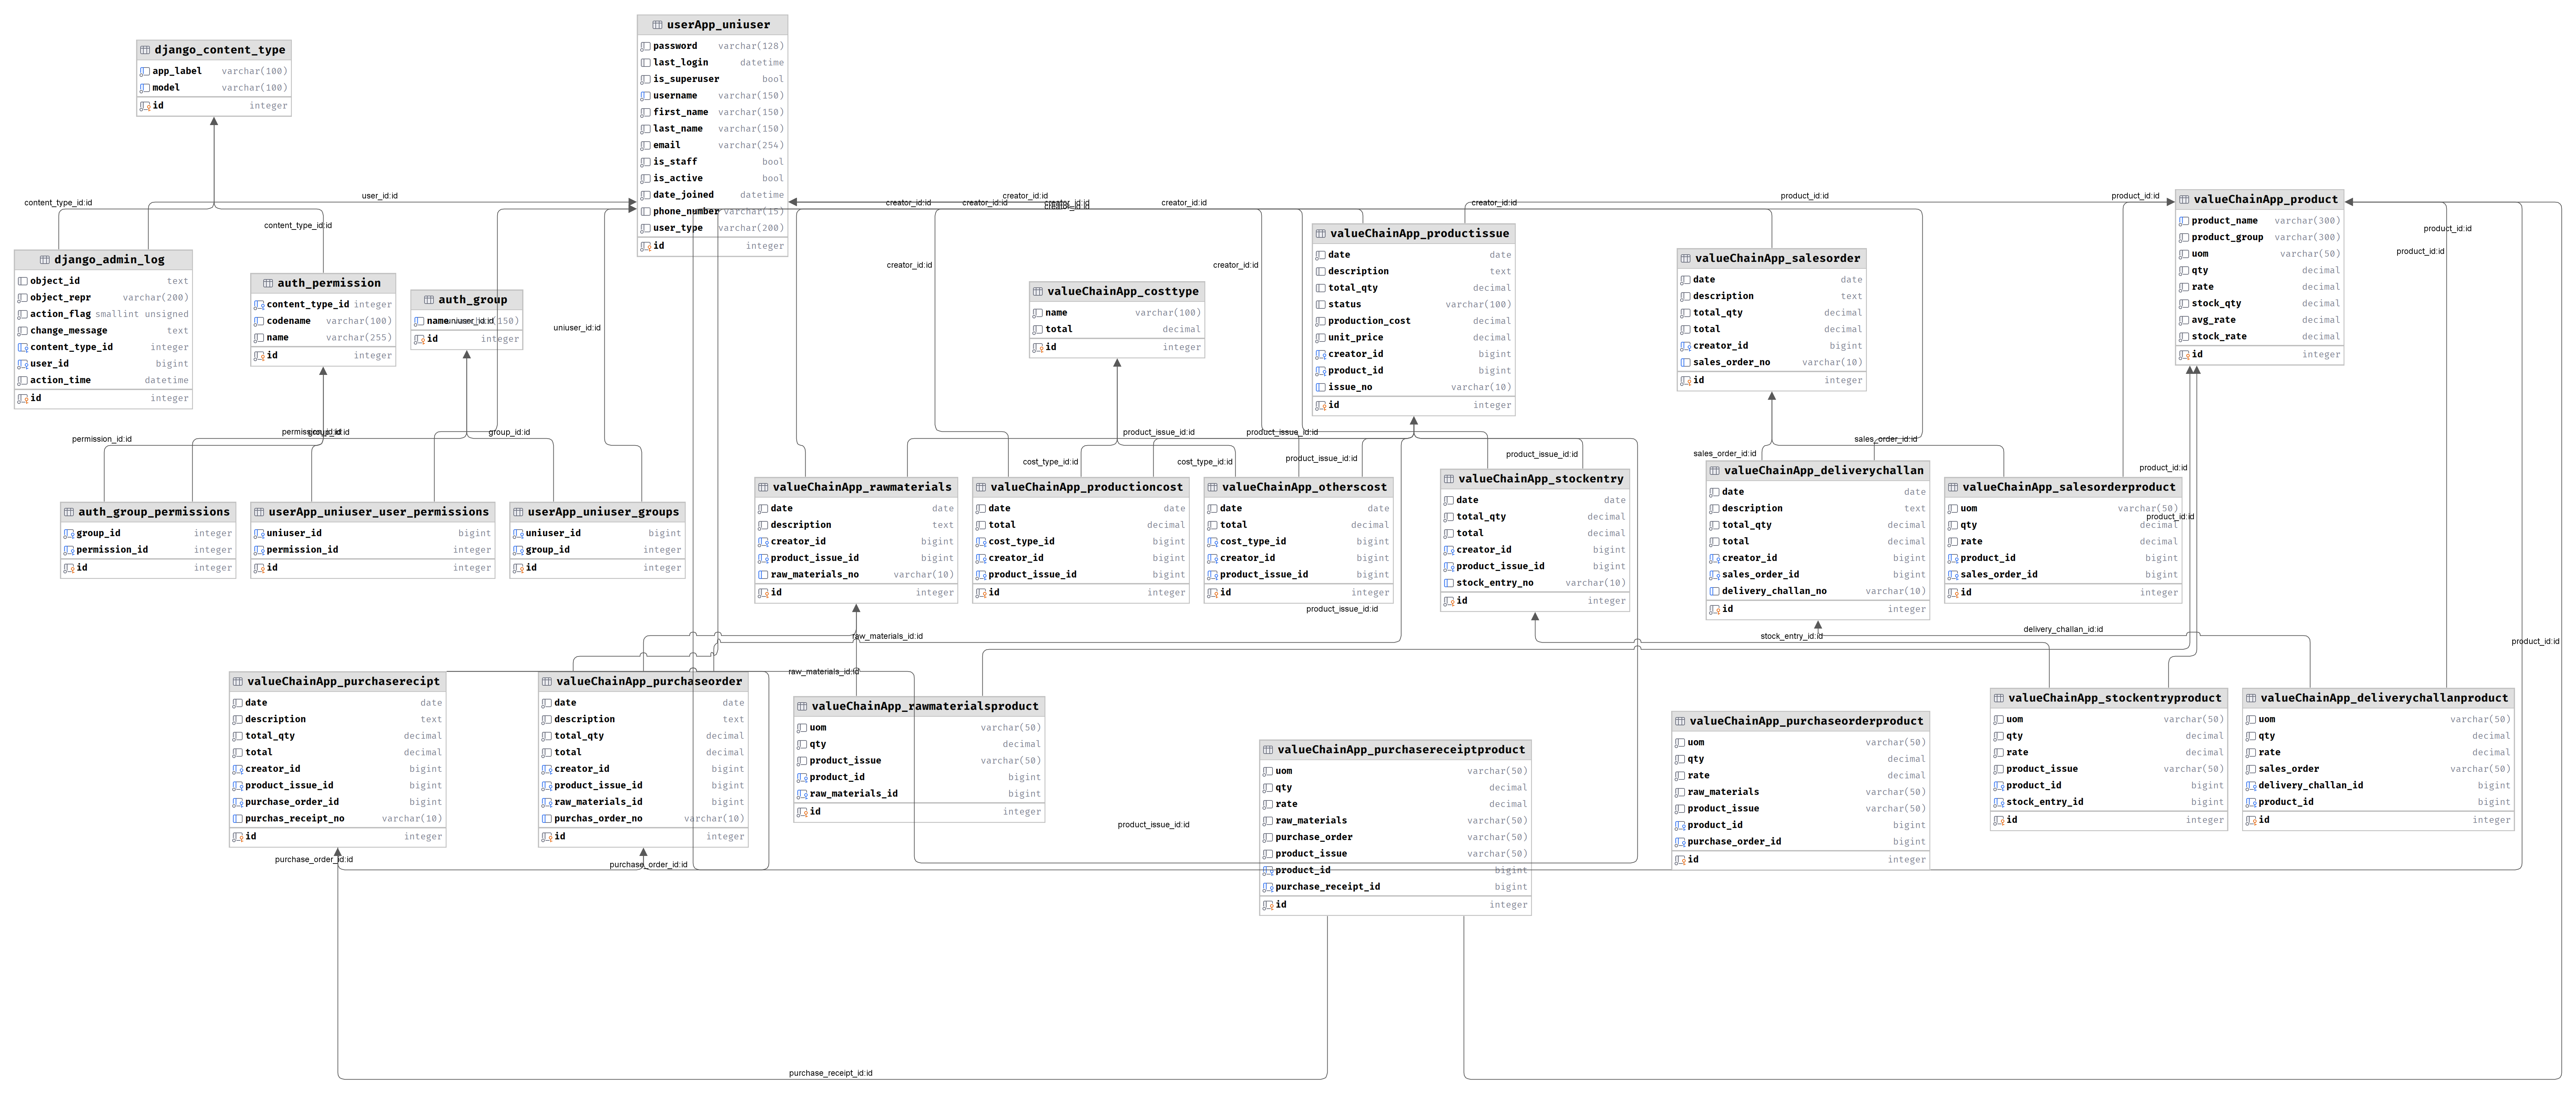 django_content_type
app_label varchar(100)
model varchar(100)
id integer
userApp_uniuser
password varchar(128)
last_login datetime
is_superuser bool
username varchar(150)
first_name varchar(150)
last_name varchar(150)
email varchar(254)
is_staff bool
is_active bool
date_joined datetime
phone_number varchar(15)
user_type varchar(200)
id integer
content_type_id:id
user_id:id
content_type_id:id
creator_id:id
creator_id:id
creator_id:id
creator_id:id
creator_id:id
creator_id:id
creator_id:id
product_id:id
product_id:id
creator_id:id
creator_id:id
product_id:id
product_id:id
django_admin_log
object_id text
object_repr varchar(200)
action_flag smallint unsigned
change_message text
content_type_id integer
user_id bigint
action_time datetime
id integer
auth_permission
content_type_id integer
codename varchar(100)
name varchar(255)
id integer
auth_group
name uniuser_id:id (150)
id integer
uniuser_id:id
valueChainApp_costtype
name varchar(100)
total decimal
id integer
valueChainApp_productissue
date date
description text
total_qty decimal
status varchar(100)
production_cost decimal
unit_price decimal
creator_id bigint
product_id bigint
issue_no varchar(10)
id integer
valueChainApp_salesorder
date date
description text
total_qty decimal
total decimal
creator_id bigint
sales_order_no varchar(10)
id integer
valueChainApp_product
product_name varchar(300)
product_group varchar(300)
uom varchar(50)
qty decimal
rate decimal
stock_qty decimal
avg_rate decimal
stock_rate decimal
id integer
permission_id:id
permission_id:id
group_id:id
group_id:id
product_issue_id:id
product_issue_id:id
cost_type_id:id
cost_type_id:id
product_issue_id:id
product_issue_id:id
sales_order_id:id
sales_order_id:id
product_id:id
product_id:id
auth_group_permissions
group_id integer
permission_id integer
id integer
userApp_uniuser_user_permissions
uniuser_id bigint
permission_id integer
id integer
userApp_uniuser_groups
uniuser_id bigint
group_id integer
id integer
valueChainApp_rawmaterials
date date
description text
creator_id bigint
product_issue_id bigint
raw_materials_no varchar(10)
id integer
valueChainApp_productioncost
date date
total decimal
cost_type_id bigint
creator_id bigint
product_issue_id bigint
id integer
valueChainApp_otherscost
date date
total decimal
cost_type_id bigint
creator_id bigint
product_issue_id bigint
id integer
valueChainApp_stockentry
date date
total_qty decimal
total decimal
creator_id bigint
product_issue_id bigint
stock_entry_no varchar(10)
id integer
valueChainApp_deliverychallan
date date
description text
total_qty decimal
total decimal
creator_id bigint
sales_order_id bigint
delivery_challan_no varchar(10)
id integer
valueChainApp_salesorderproduct
uom varchar(50)
qty decimal
rate decimal
product_id bigint
sales_order_id bigint
id integer
product_issue_id:id
raw_materials_id:id
stock_entry_id:id
delivery_challan_id:id
product_id:id
raw_materials_id:id
valueChainApp_purchasereceipt
date date
description text
total_qty decimal
total decimal
creator_id bigint
product_issue_id bigint
purchase_order_id bigint
purchas_receipt_no varchar(10)
id integer
valueChainApp_purchaseorder
date date
description text
total_qty decimal
total decimal
creator_id bigint
product_issue_id bigint
raw_materials_id bigint
purchas_order_no varchar(10)
id integer
valueChainApp_rawmaterialsproduct
uom varchar(50)
qty decimal
product_issue varchar(50)
product_id bigint
raw_materials_id bigint
id integer
valueChainApp_purchasereceiptproduct
uom varchar(50)
qty decimal
rate decimal
raw_materials varchar(50)
purchase_order varchar(50)
product_issue varchar(50)
product_id bigint
purchase_receipt_id bigint
id integer
valueChainApp_purchaseorderproduct
uom varchar(50)
qty decimal
rate decimal
raw_materials varchar(50)
product_issue varchar(50)
product_id bigint
purchase_order_id bigint
id integer
valueChainApp_stockentryproduct
uom varchar(50)
qty decimal
rate decimal
product_issue varchar(50)
product_id bigint
stock_entry_id bigint
id integer
valueChainApp_deliverychallanproduct
uom varchar(50)
qty decimal
rate decimal
sales_order varchar(50)
delivery_challan_id bigint
product_id bigint
id integer
product_issue_id:id
purchase_order_id:id
purchase_order_id:id
purchase_receipt_id:id